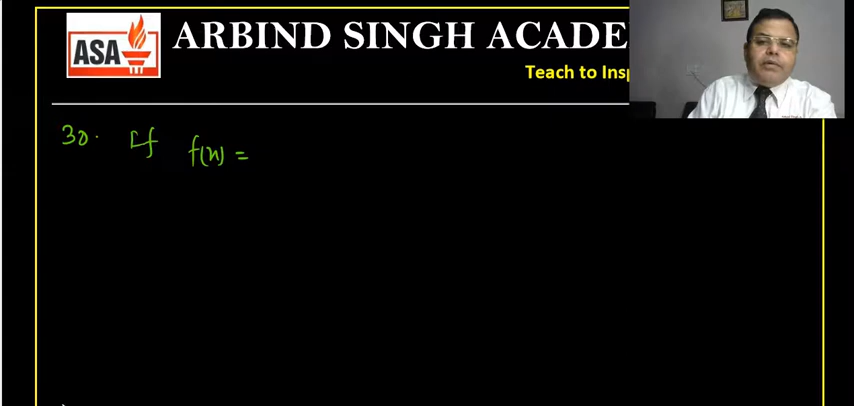 ASA
ARBIND SINGH ACADE
Teach to Insp
30. If f(x) =